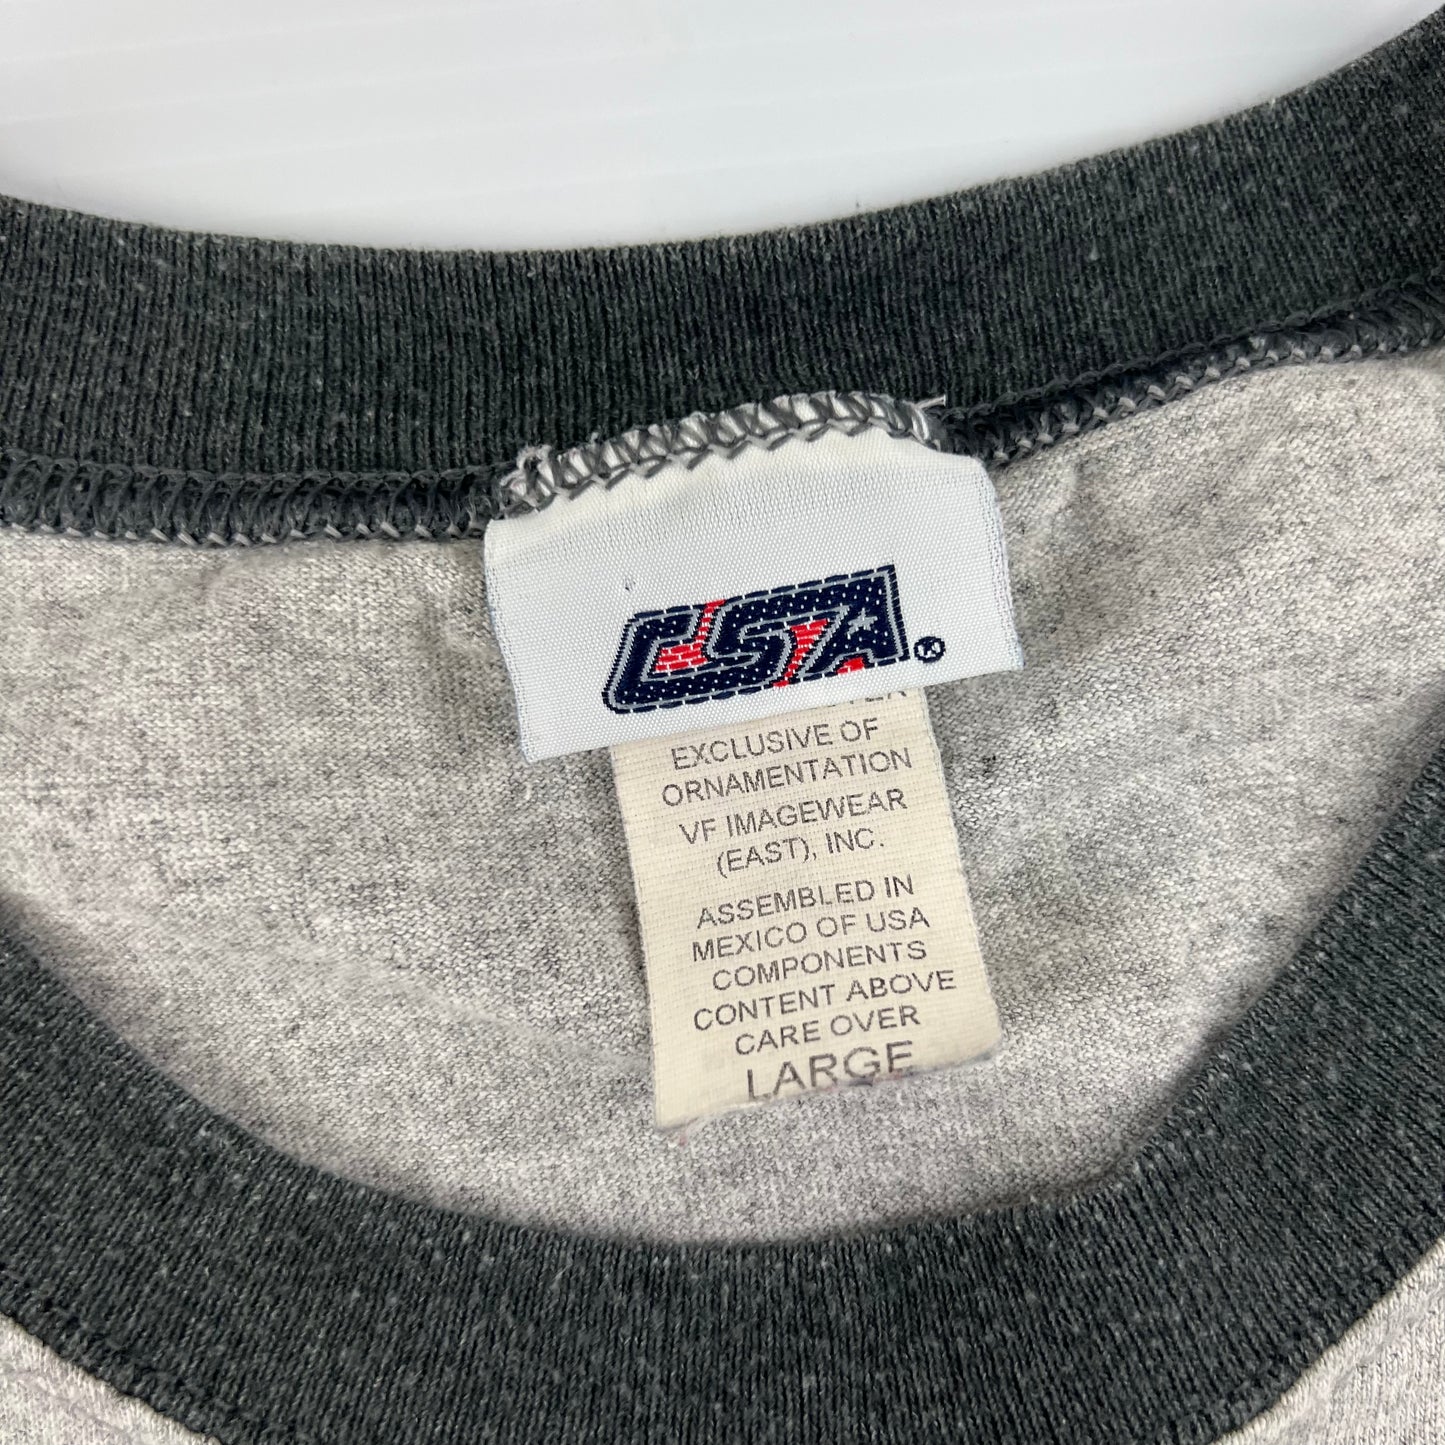 CSA®
EXCLUSIVE OF
ORNAMENTATION
VF IMAGEWEAR
(EAST), INC.
ASSEMBLED IN
MEXICO OF USA
COMPONENTS
CONTENT ABOVE
CARE OVER
LARGE